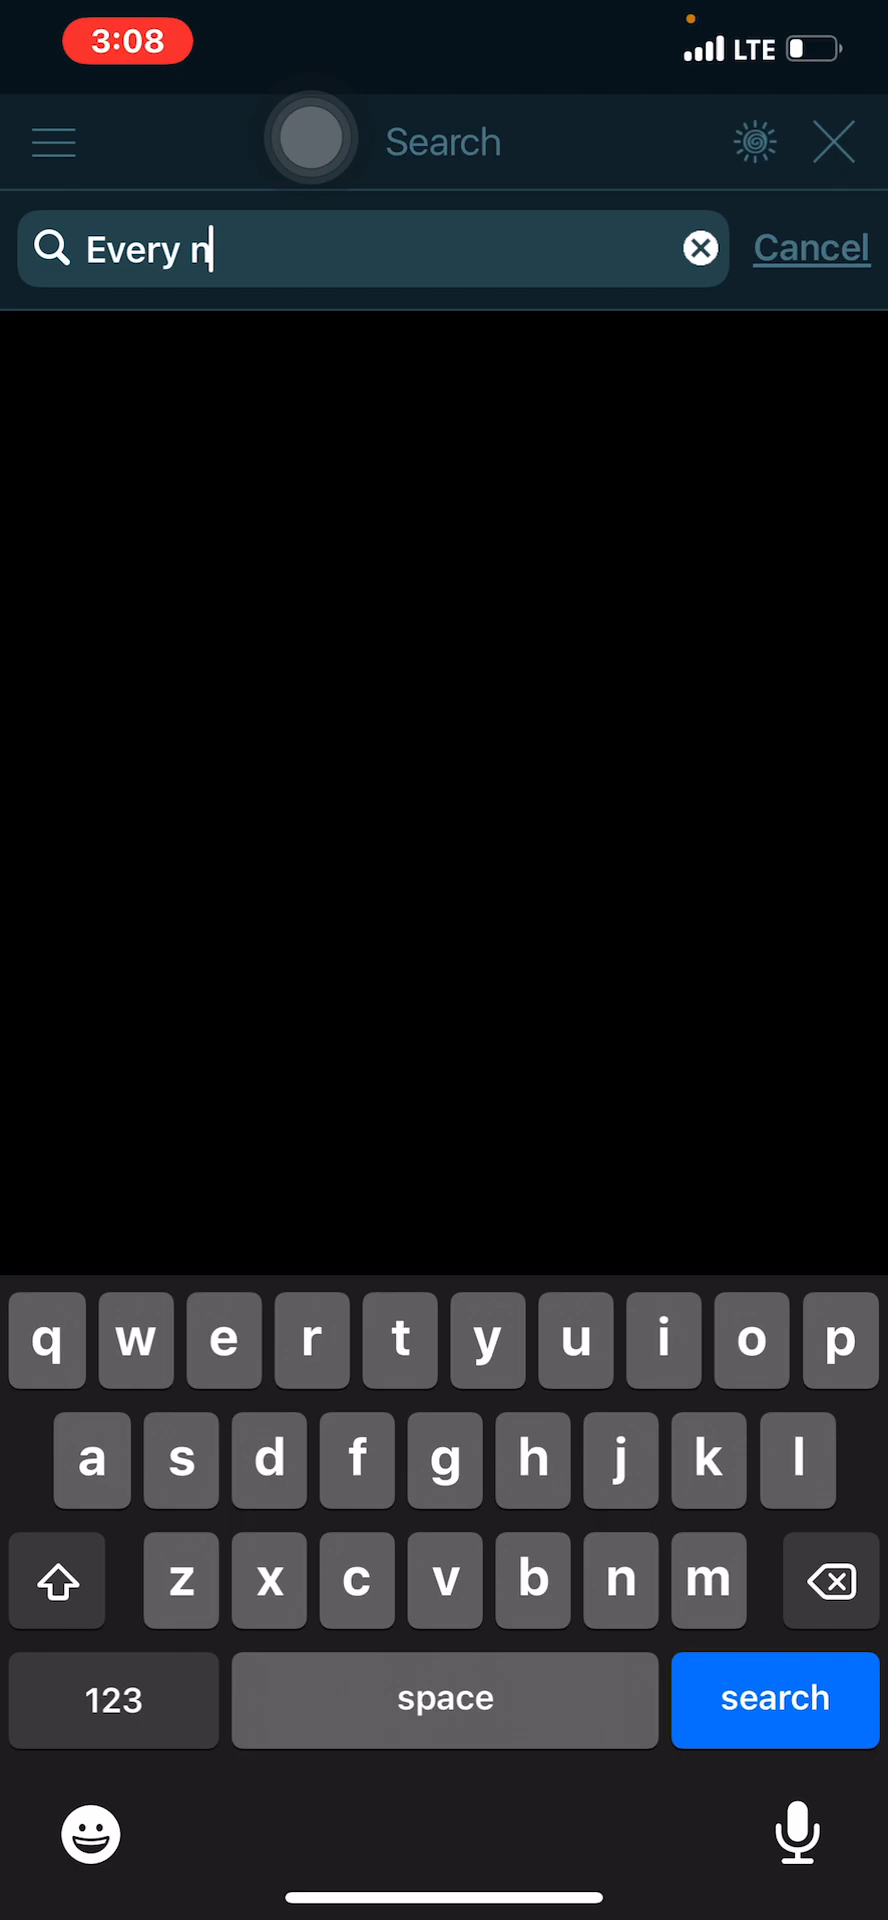 3:08
LTE
Search
Every n
Cancel
q w e r t y u i o p
a s d f g h j k l
z x c v b n m
123 space search